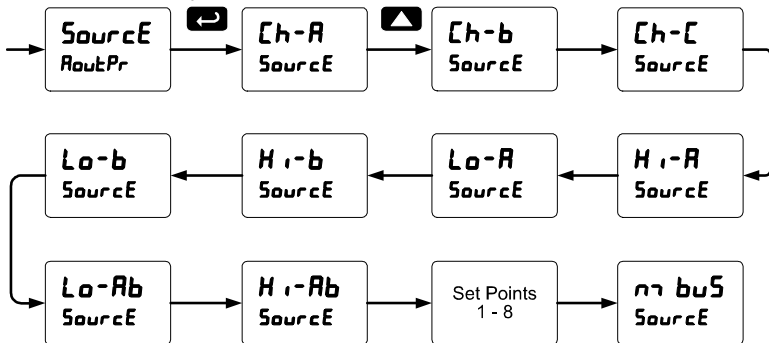 SourcE
AoutPr
Ch-A
SourcE
Ch-b
SourcE
Ch-C
SourcE
Hi-A
SourcE
Lo-A
SourcE
Hi-b
SourcE
Lo-b
SourcE
Lo-Ab
SourcE
Hi-Ab
SourcE
Set Points
1 - 8
m buS
SourcE